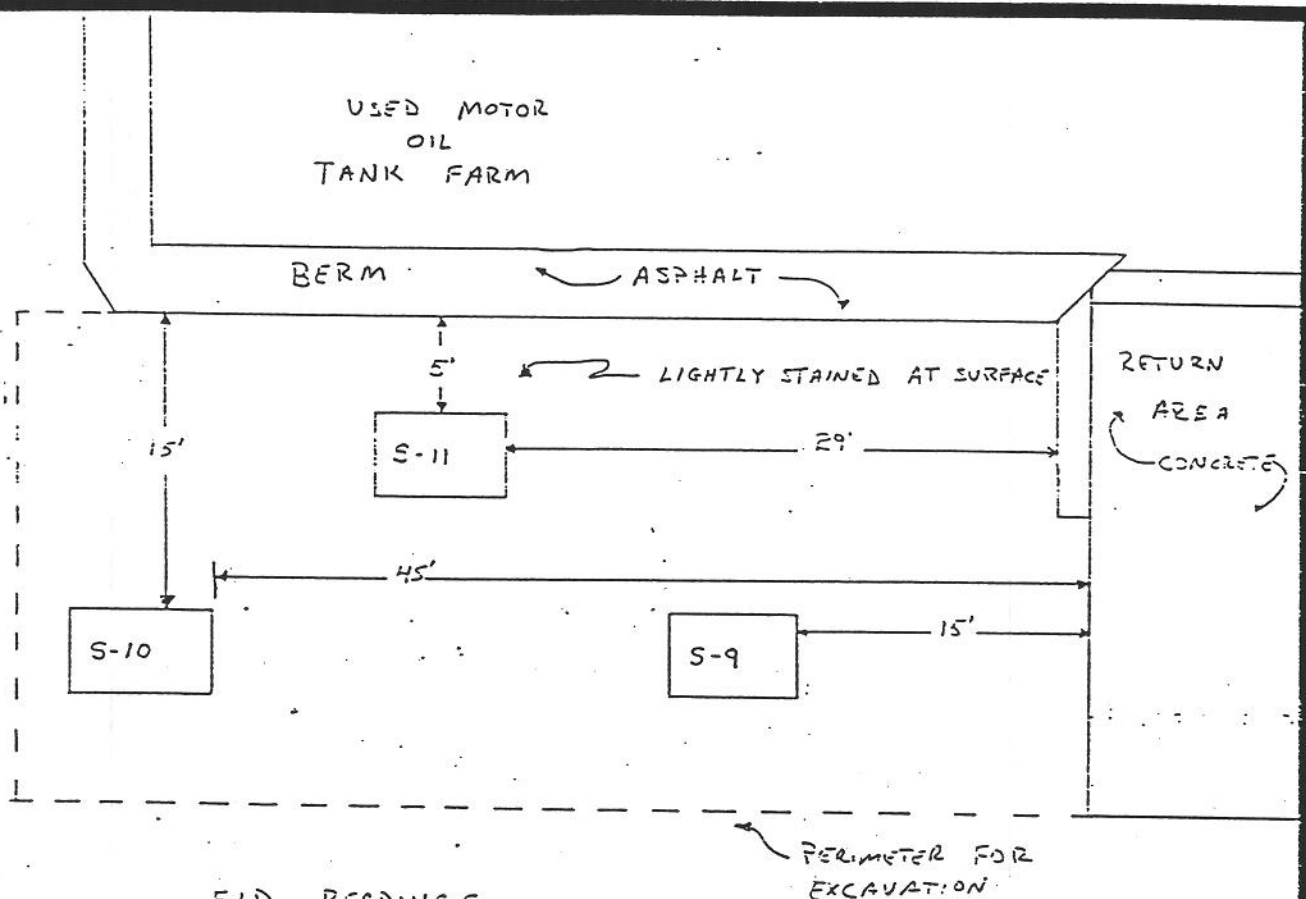 USED MOTOR
OIL
TANK FARM
BERM
ASPHALT
5'
LIGHTLY STAINED AT SURFACE
RETURN
AREA
CONCRETE
15'
S-11
29'
45'
S-10
S-9
15'
PERIMETER FOR
EXCAVATION
READINGS